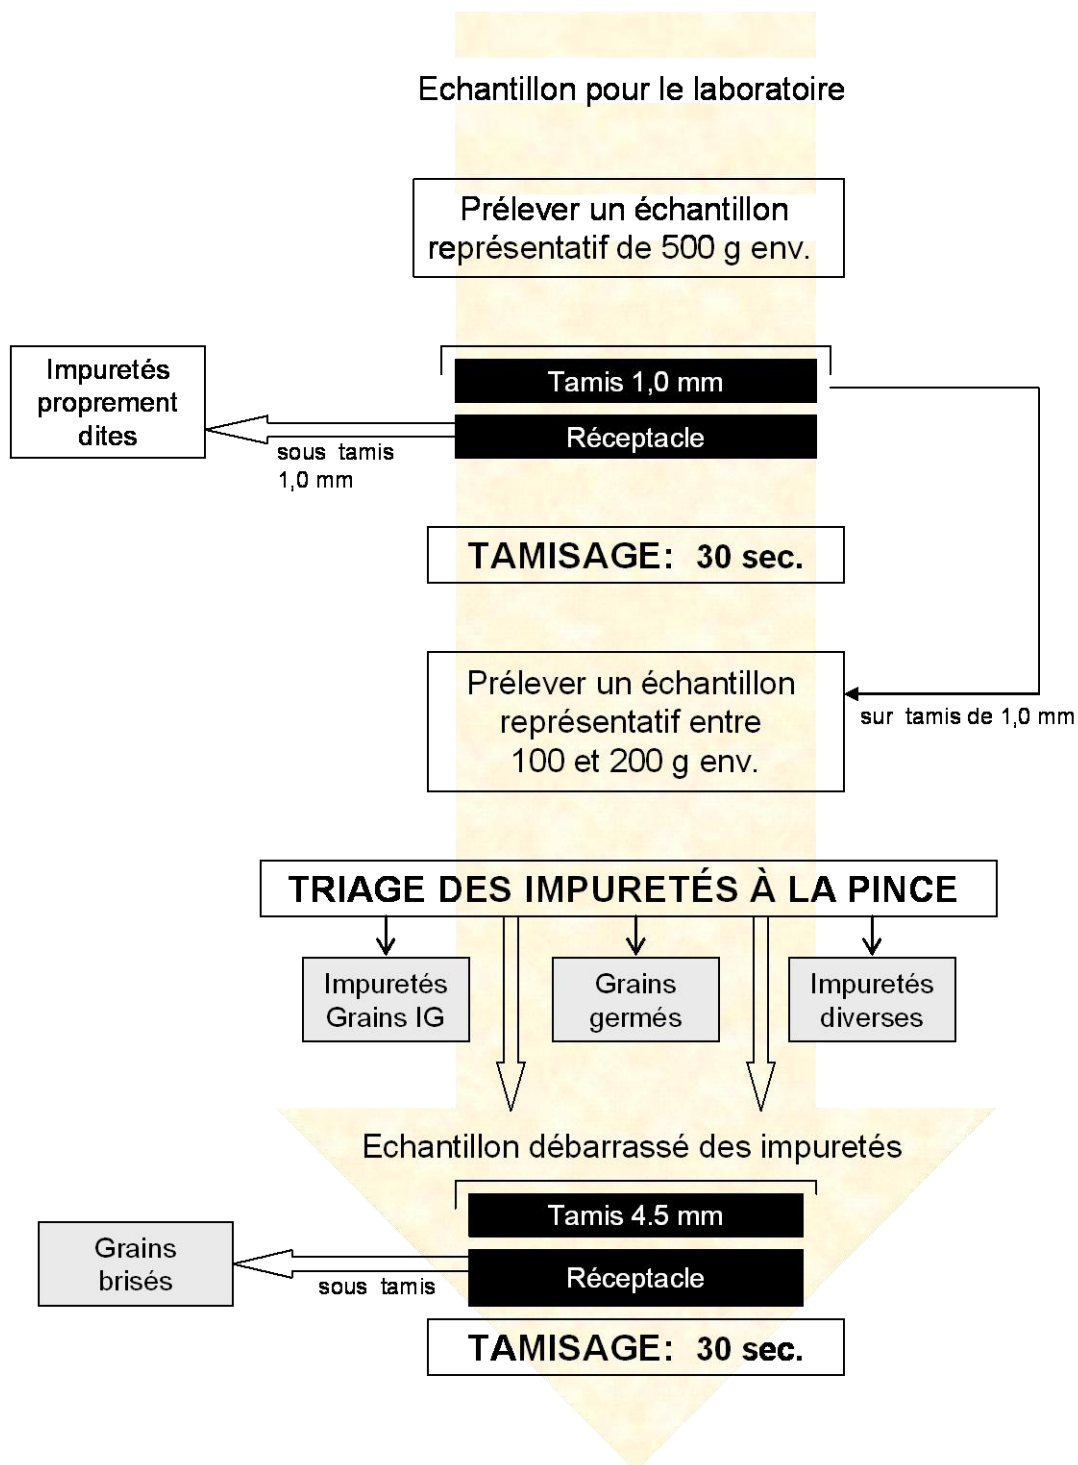 Echantillon pour le laboratoire
Prélever un échantillon
représentatif de 500 g env.
Impuretés
proprement
dites
Tamis 1,0 mm
Réceptacle
sous tamis
1,0 mm
TAMISAGE: 30 sec.
Prélever un échantillon
représentatif entre
100 et 200 g env.
sur tamis de 1,0 mm
TRIAGE DES IMPURETÉS À LA PINCE
Impuretés
Grains IG
Grains
germés
Impuretés
diverses
Echantillon débarrassé des impuretés
Tamis 4.5 mm
Grains
brisés
Réceptacle
sous tamis
TAMISAGE: 30 sec.